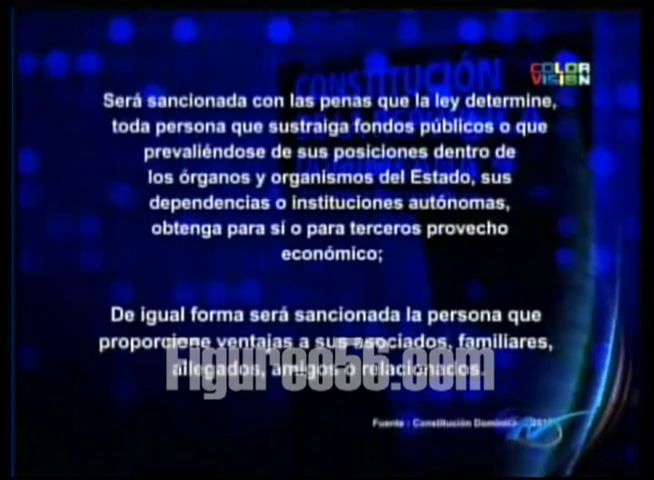 COLOR
VISION
CONSTITUCIÓN
Será sancionada con las penas que la ley determine,
toda persona que sustraiga fondos públicos o que
prevaliéndose de sus posiciones dentro de
los órganos y organismos del Estado, sus
dependencias o instituciones autónomas,
obtenga para sí o para terceros provecho
económico;
De igual forma será sancionada la persona que
proporcione ventajas a sus asociados, familiares,
allegados, amigos o relacionados.
Figureo56.com
Fuente : Constitución